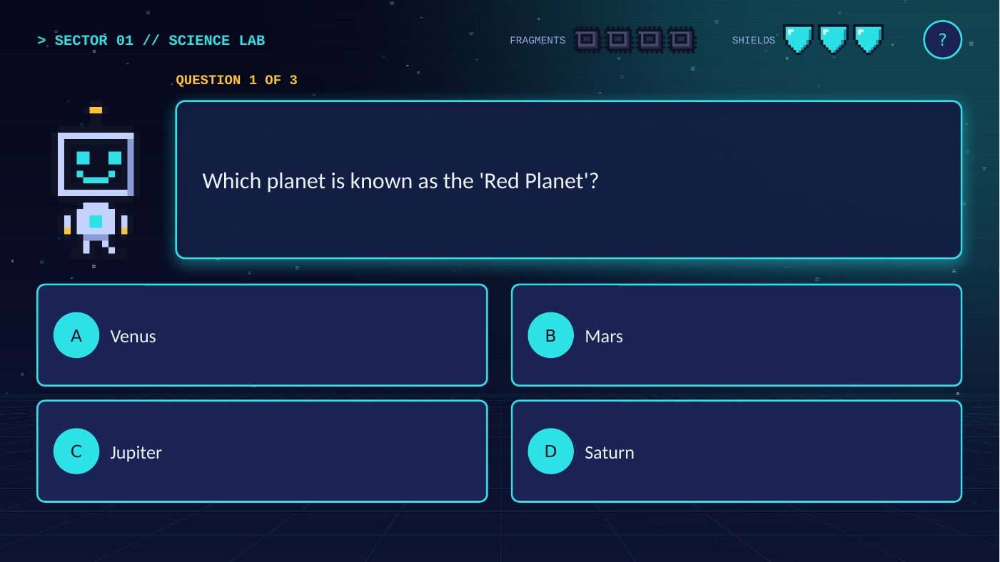 > SECTOR 01 // SCIENCE LAB
FRAGMENTS
SHIELDS
?
QUESTION 1 OF 3
Which planet is known as the 'Red Planet'?
A Venus
B Mars
C Jupiter
D Saturn